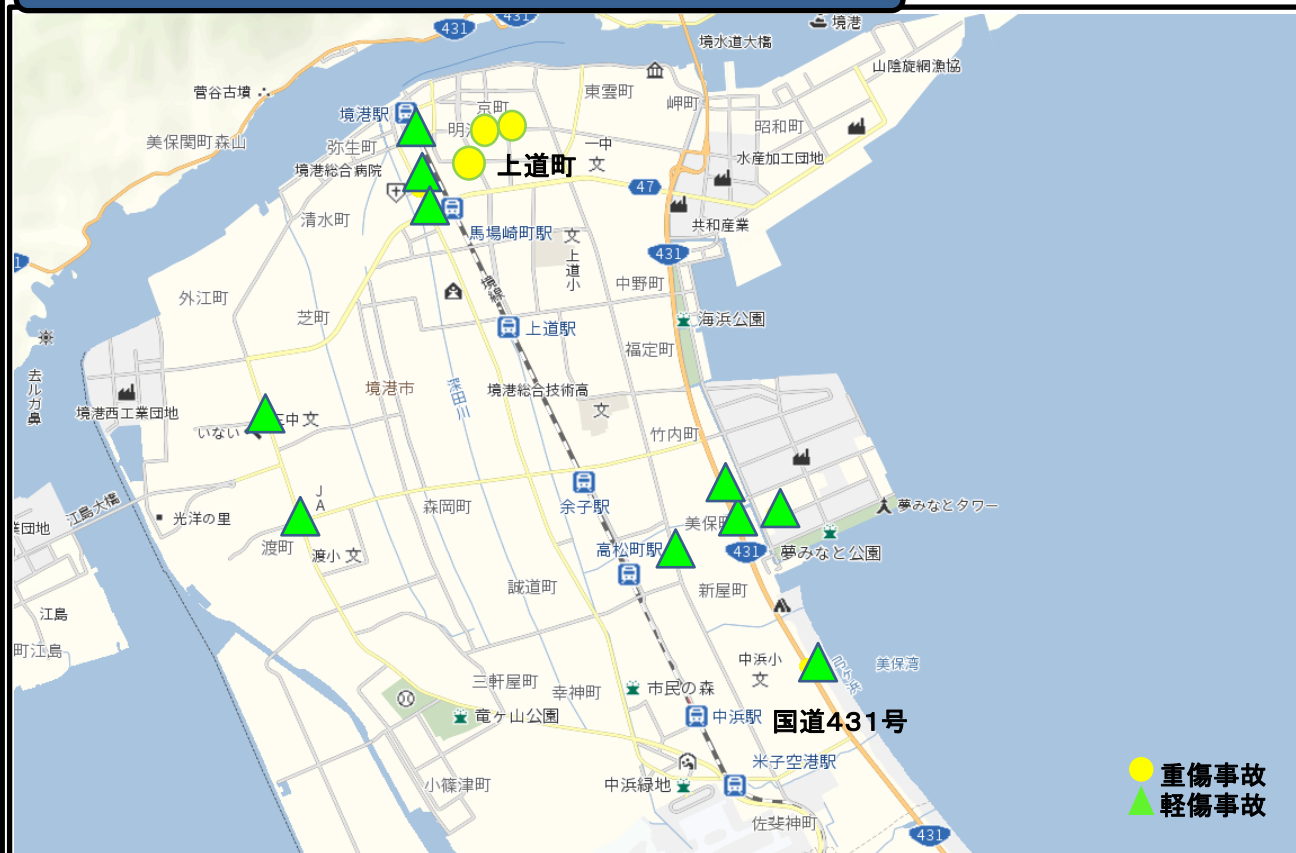 431
431
境港
境水道大橋
山陰旋網漁協
菅谷古墳
境港駅
京町
東雲町
岬町
昭和町
美保関町森山
弥生町
一中
文
水産加工団地
境港総合病院
上道町
47
清水町
共和産業
馬場崎町駅
文
上道小
431
外江町
境線
中野町
芝町
上道駅
海浜公園
福定町
去ルガ鼻
境港市
深田川
境港総合技術高
文
境港西工業団地
中 文
いない
竹内町
JA
江島大橋
光洋の里
森岡町
余子駅
夢みなとタワー
渡町
渡小 文
高松町駅
431
夢みなと公園
誠道町
新屋町
江島
町江島
中浜小
文
弓ヶ浜
美保湾
三軒屋町
幸神町
市民の森
竜ヶ山公園
中浜駅
国道431号
米子空港駅
小篠津町
中浜緑地
佐斐神町
431
重傷事故
軽傷事故